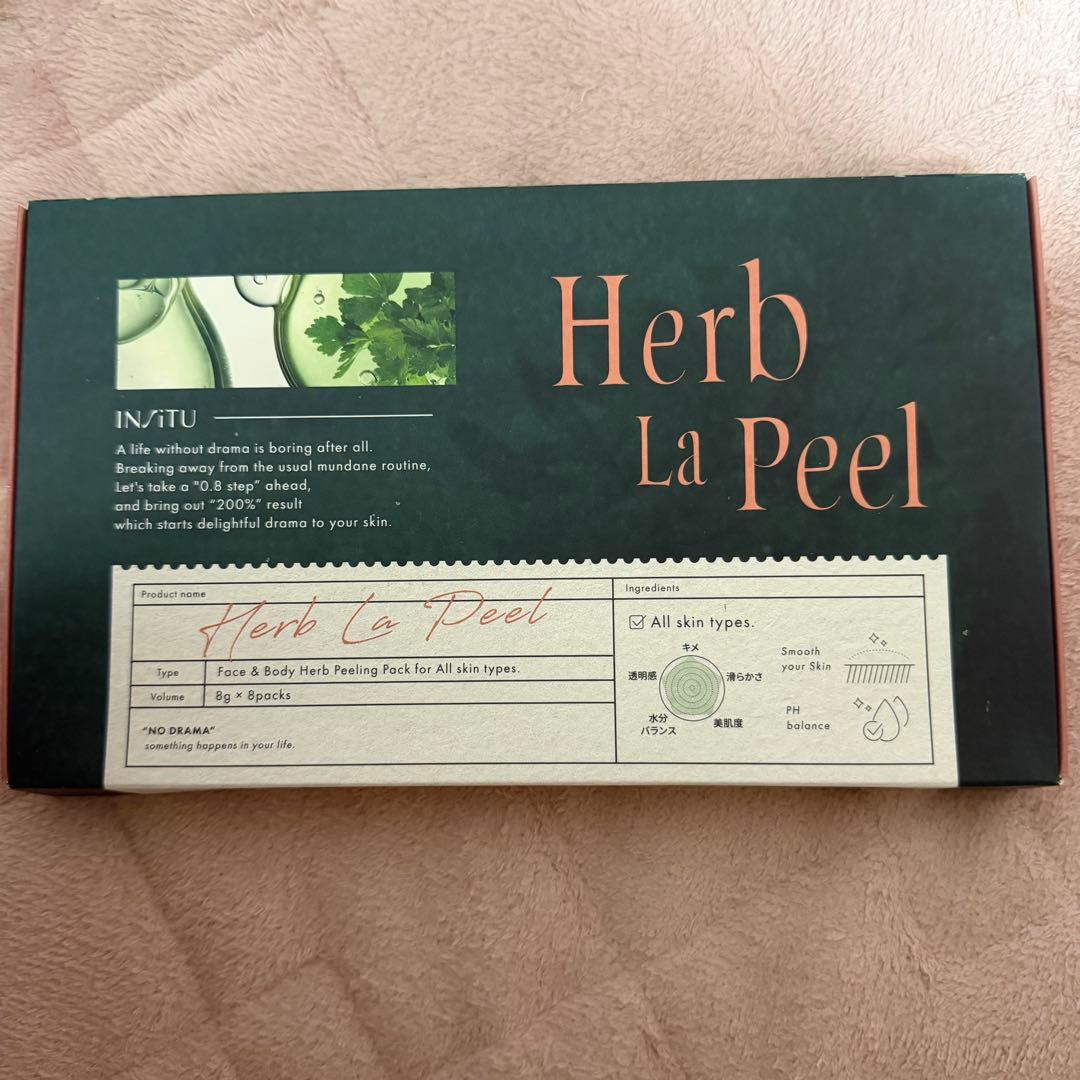 INSiTU
A life without drama is boring after all.
Breaking away from the usual mundane routine,
Let's take a "0.8 step" ahead,
and bring out "200%" result
which starts delightful drama to your skin.
Herb
La Peel
Product name
Herb La Peel
Type
Face & Body Herb Peeling Pack for All skin types.
Volume
8g × 8packs
"NO DRAMA"
something happens in your life.
Ingredients
All skin types.
キメ
透明感
滑らかさ
水分
バランス
美肌度
Smooth
your Skin
PH
balance